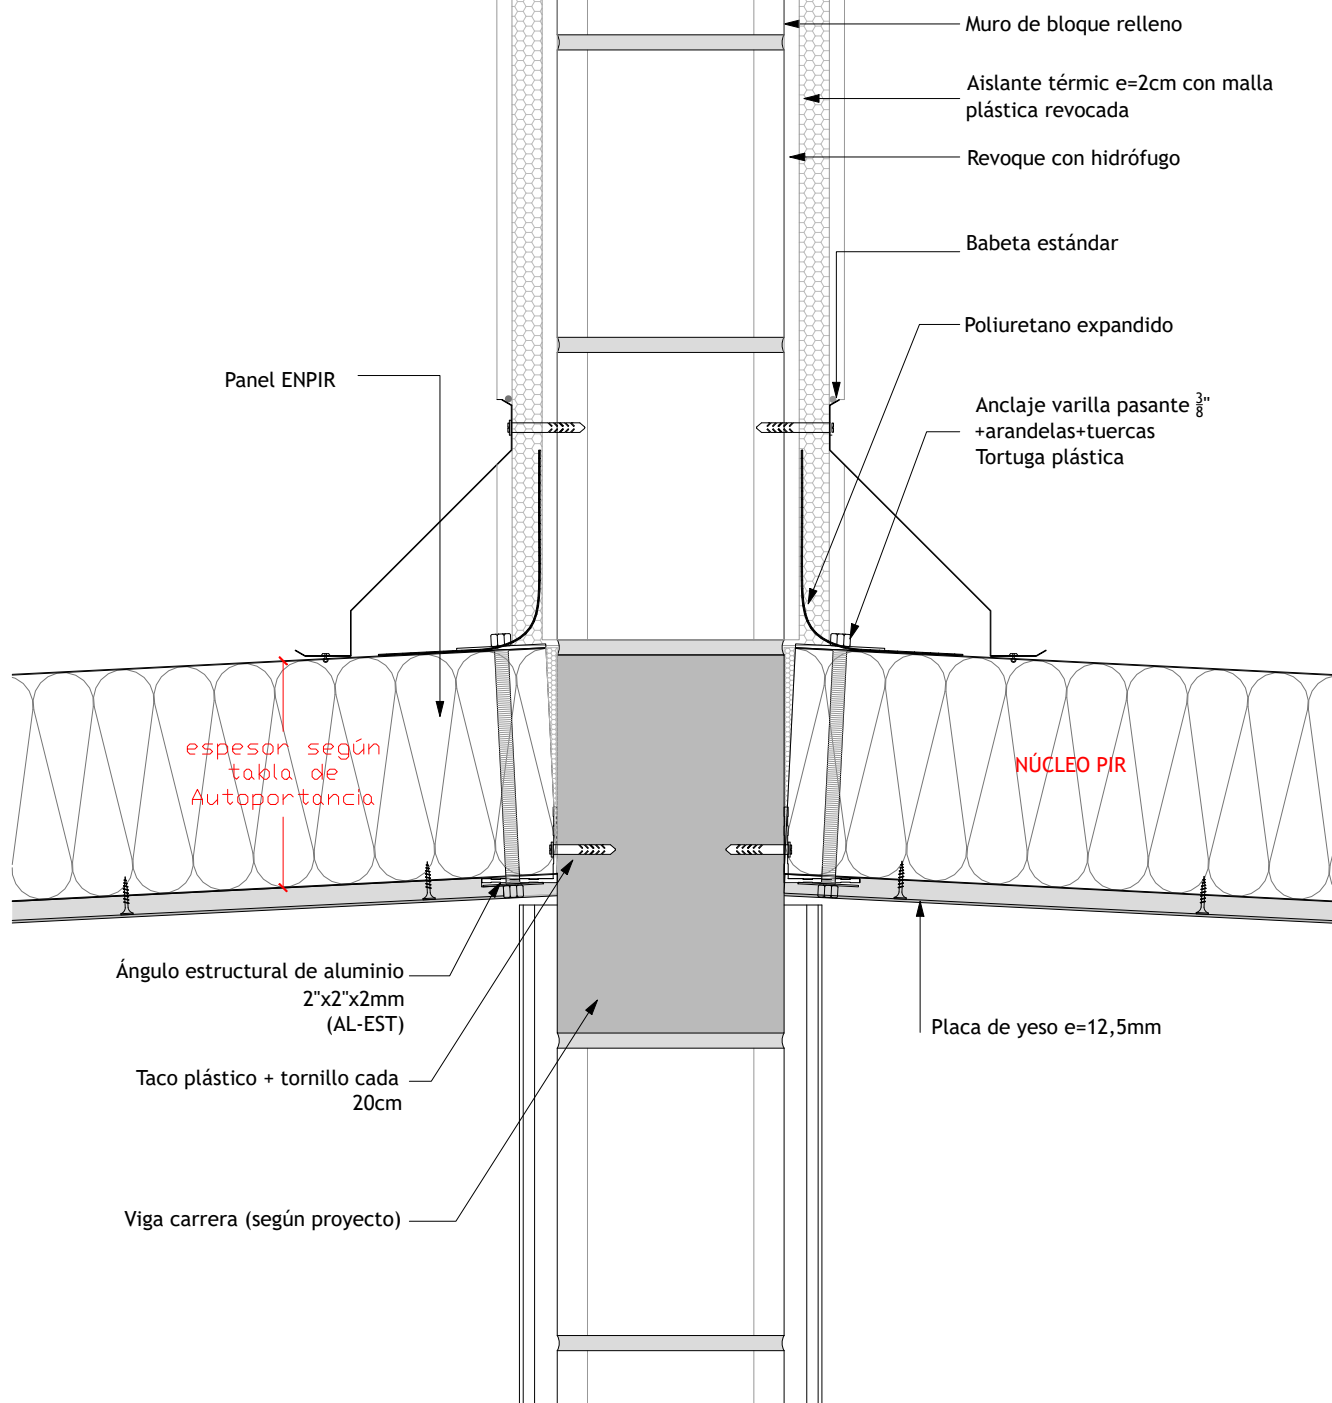 Muro de bloque relleno
Aislante térmic e=2cm con malla
plástica revocada
Revoque con hidrófugo
Babeta estándar
Poliuretano expandido
Panel ENPIR
Anclaje varilla pasante 3/8"
+arandelas+tuercas
Tortuga plástica
espesor según
tabla de
Autoportancia
NÚCLEO PIR
Ángulo estructural de aluminio
2"x2"x2mm
(AL-EST)
Placa de yeso e=12,5mm
Taco plástico + tornillo cada
20cm
Viga carrera (según proyecto)